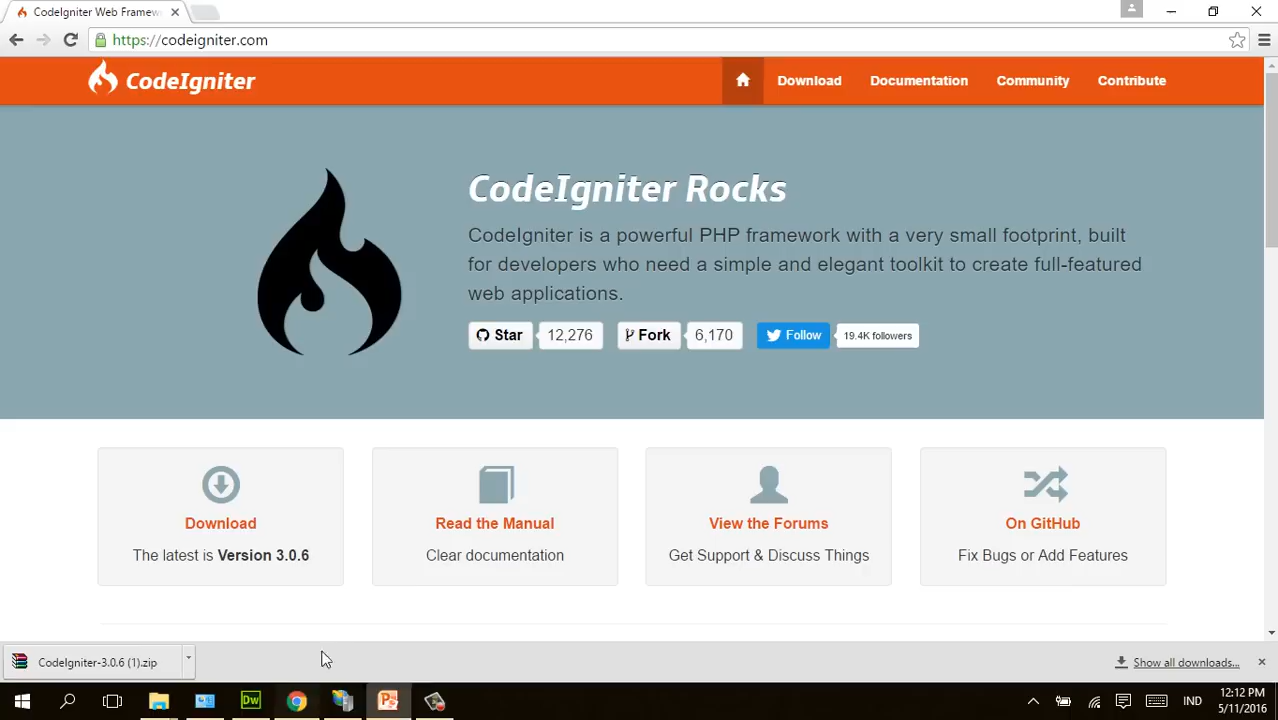 CodeIgniter Web Framew
https://codeigniter.com
CodeIgniter
Download
Documentation
Community
Contribute
CodeIgniter Rocks
CodeIgniter is a powerful PHP framework with a very small footprint, built
for developers who need a simple and elegant toolkit to create full-featured
web applications.
Star
12,276
Fork
6,170
Follow
19.4K followers
Download
The latest is Version 3.0.6
Read the Manual
Clear documentation
View the Forums
Get Support & Discuss Things
On GitHub
Fix Bugs or Add Features
CodeIgniter-3.0.6 (1).zip
Show all downloads...
Dw
P
IND
12:12 PM
5/11/2016